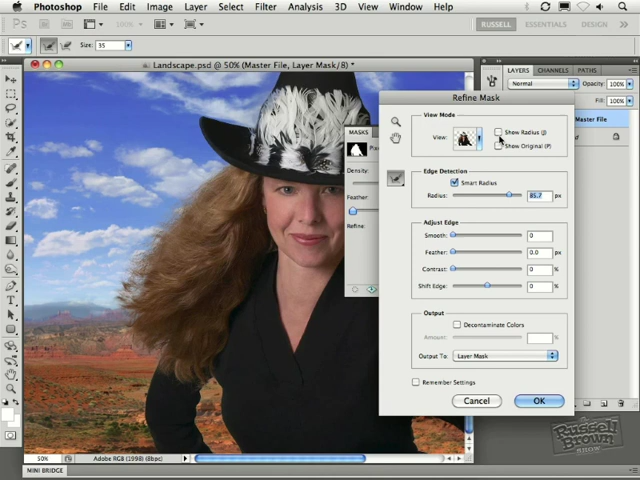 Photoshop File Edit Image Layer Select Filter Analysis 3D View Window Help
Ps 100% RUSSELL ESSENTIALS DESIGN
Size: 35
Landscape.psd @ 50% (Master File, Layer Mask/8) *
LAYERS CHANNELS PATHS
Normal Opacity: 100%
Fill: 100%
Master File
MASKS
Density:
Feather:
Refine:
Refine Mask
View Mode
View:
Show Radius (J)
Show Original (P)
Edge Detection
Smart Radius
Radius: 85.7 px
Adjust Edge
Smooth: 0
Feather: 0.0 px
Contrast: 0 %
Shift Edge: 0 %
Output
Decontaminate Colors
Amount: %
Output To: Layer Mask
Remember Settings
Cancel OK
50% Adobe RGB (1998) (8bpc)
MINI BRIDGE
The
Russell
Brown
SHOW